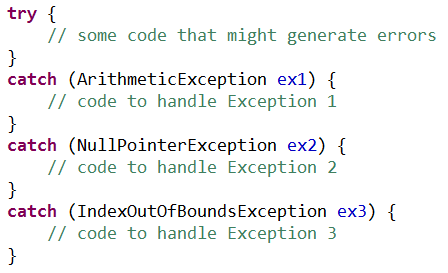 try {
    // some code that might generate errors
}
catch (ArithmeticException ex1) {
    // code to handle Exception 1
}
catch (NullPointerException ex2) {
    // code to handle Exception 2
}
catch (IndexOutOfBoundsException ex3) {
    // code to handle Exception 3
}